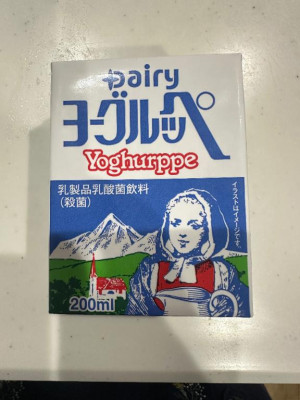 Dairy
ヨーグルッペ
Yoghurppe
乳製品乳酸菌飲料
(殺菌)
イラストはイメージです。
200ml